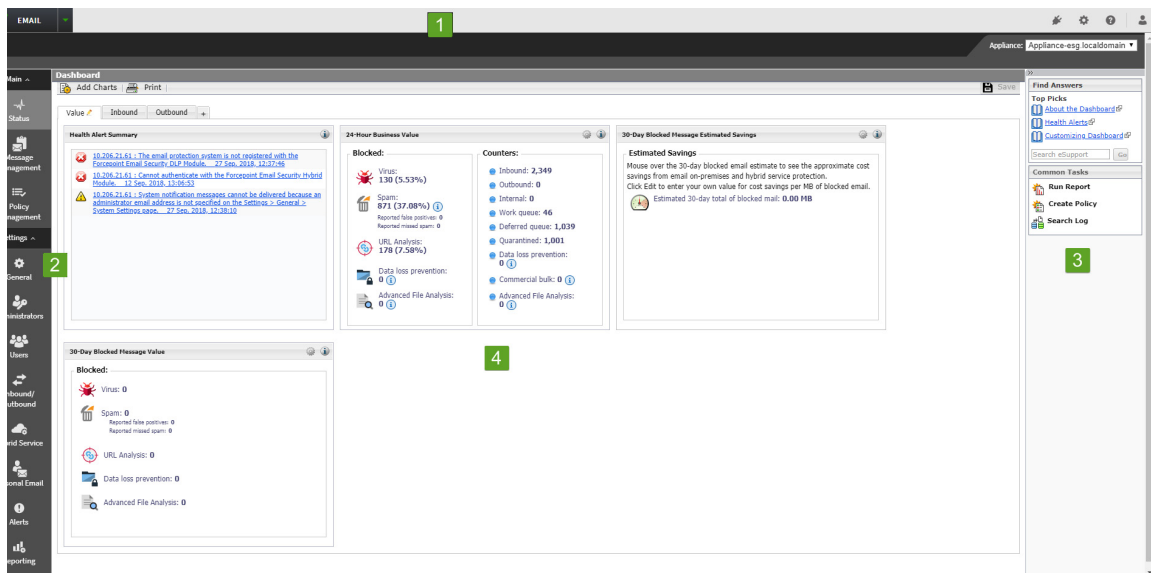 EMAIL
1
Appliance: Appliance-esg.localdomain
Main
Status
Message
nagement
Policy
nagement
ettings
2
General
ministrators
Users
nbound/
utbound
brid Service
sonal Email
Alerts
eporting
Dashboard
Add Charts
Print
Save
Value
Inbound
Outbound
+
Health Alert Summary
10.206.21.61 : The email protection system is not registered with the
Forcepoint Email Security DLP Module. 27 Sep. 2018, 12:37:46
10.206.21.61 : Cannot authenticate with the Forcepoint Email Security Hybrid
Module. 12 Sep. 2018, 13:06:53
10.206.21.61 : System notification messages cannot be delivered because an
administrator email address is not specified on the Settings > General >
System Settings page. 27 Sep. 2018, 12:38:10
24-Hour Business Value
Blocked:
Virus:
130 (5.53%)
Spam:
871 (37.08%)
Reported false positives: 0
Reported missed spam: 0
URL Analysis:
178 (7.58%)
Data loss prevention:
0
Advanced File Analysis:
0
Counters:
Inbound: 2,349
Outbound: 0
Internal: 0
Work queue: 46
Deferred queue: 1,039
Quarantined: 1,001
Data loss prevention:
0
Commercial bulk: 0
Advanced File Analysis:
0
30-Day Blocked Message Estimated Savings
Estimated Savings
Mouse over the 30-day blocked email estimate to see the approximate cost
savings from email on-premises and hybrid service protection.
Click Edit to enter your own value for cost savings per MB of blocked email.
Estimated 30-day total of blocked mail: 0.00 MB
30-Day Blocked Message Value
Blocked:
Virus: 0
Spam: 0
Reported false positives: 0
Reported missed spam: 0
URL Analysis: 0
Data loss prevention: 0
Advanced File Analysis: 0
4
>>
Find Answers
Top Picks
About the Dashboard
Health Alerts
Customizing Dashboard
Search eSupport
Go
Common Tasks
Run Report
Create Policy
Search Log
3